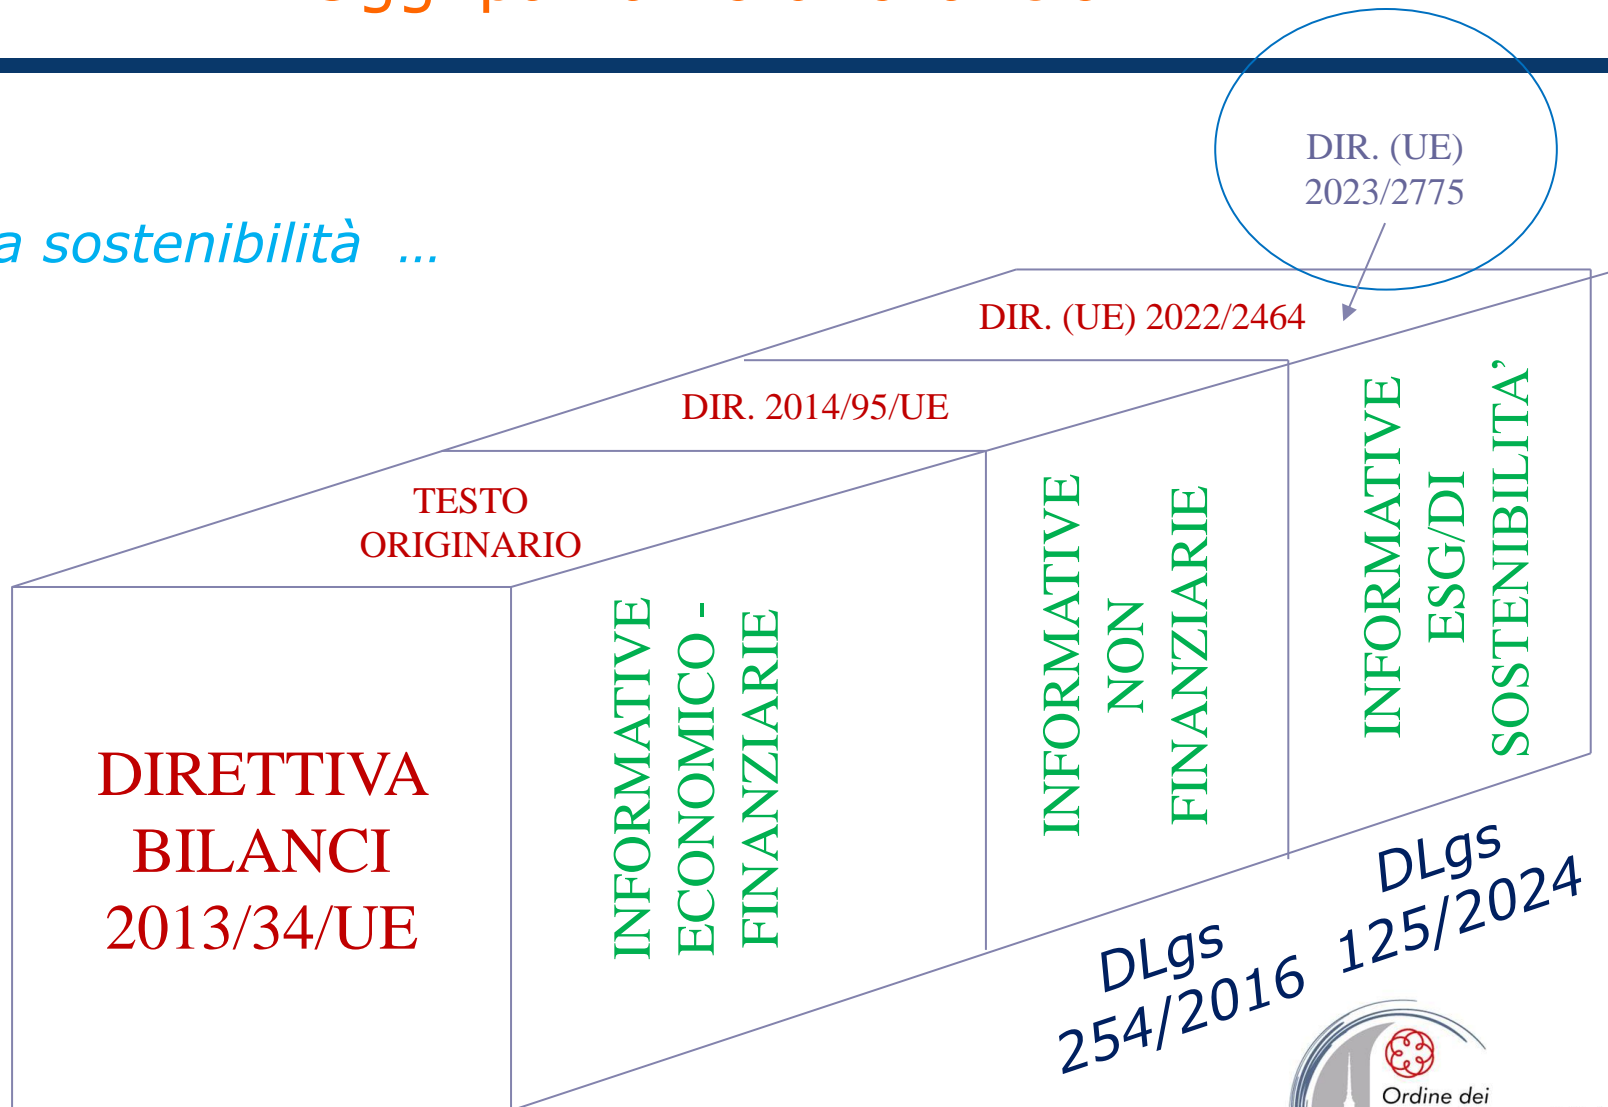 a sostenibilità …
DIR. (UE)
2023/2775
DIR. (UE) 2022/2464
DIR. 2014/95/UE
TESTO
ORIGINARIO
DIRETTIVA
BILANCI
2013/34/UE
INFORMATIVE
ECONOMICO -
FINANZIARIE
INFORMATIVE
NON
FINANZIARIE
INFORMATIVE
ESG/DI
SOSTENIBILITA’
DLgs
254/2016
DLgs
125/2024
Ordine dei